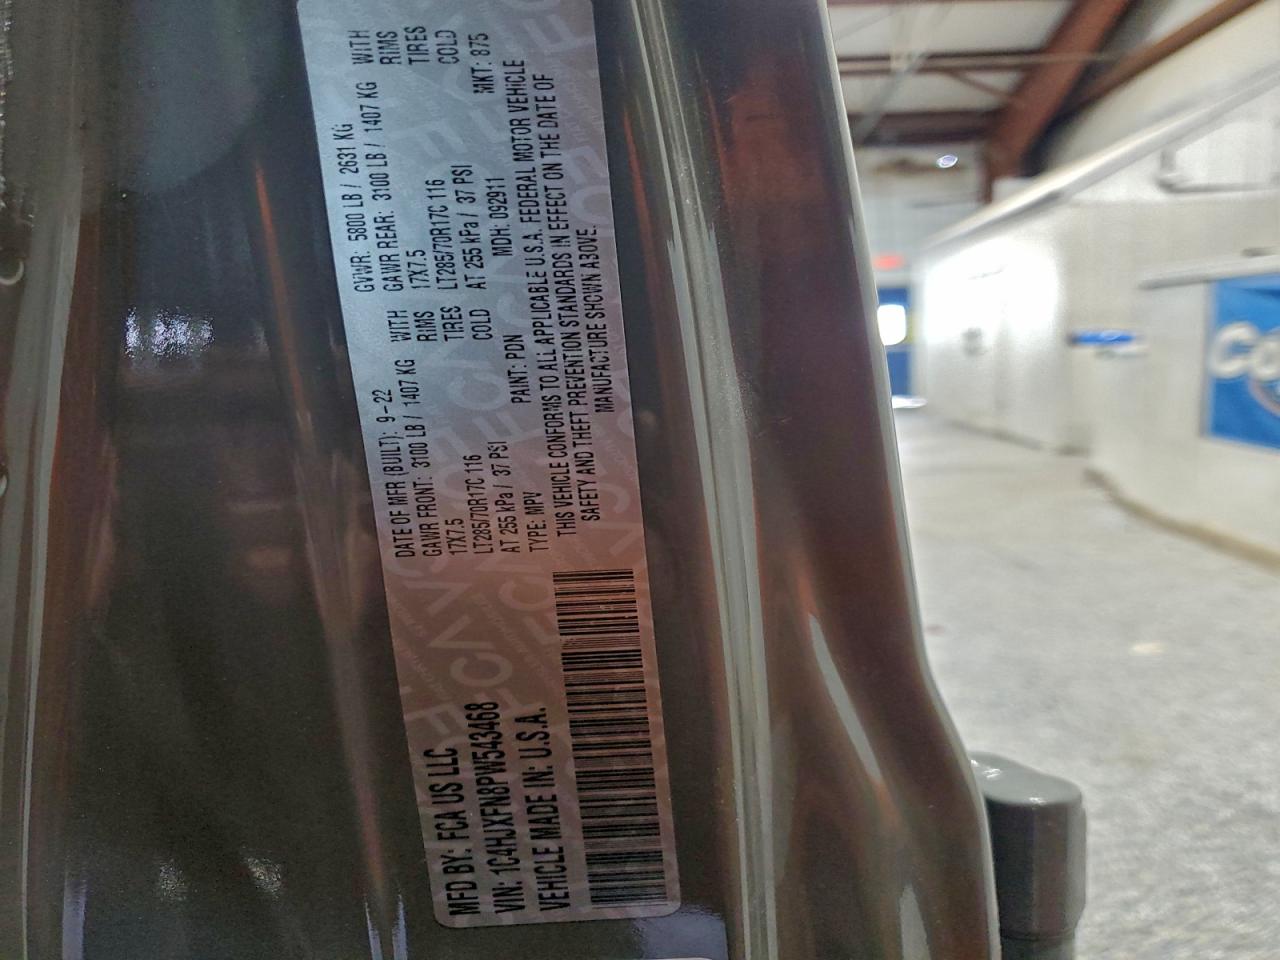 MFD BY: FCA US LLC
VIN: 1C4HJXFN8PW543468
VEHICLE MADE IN: U.S.A.
DATE OF MFR (BUILT): 9-22 GVWR: 5800 LB / 2631 KG
GAWR FRONT: 3100 LB / 1407 KG WITH GAWR REAR: 3100 LB / 1407 KG WITH
17X7.5 RIMS 17X7.5 RIMS
LT285/70R17C 116 TIRES LT285/70R17C 116 TIRES
AT 255 kPa / 37 PSI COLD AT 255 kPa / 37 PSI COLD
TYPE: MPV PAINT: PDN MDH: 092911 MKT: 875
THIS VEHICLE CONFORMS TO ALL APPLICABLE U.S.A. FEDERAL MOTOR VEHICLE
SAFETY AND THEFT PREVENTION STANDARDS IN EFFECT ON THE DATE OF
MANUFACTURE SHOWN ABOVE.